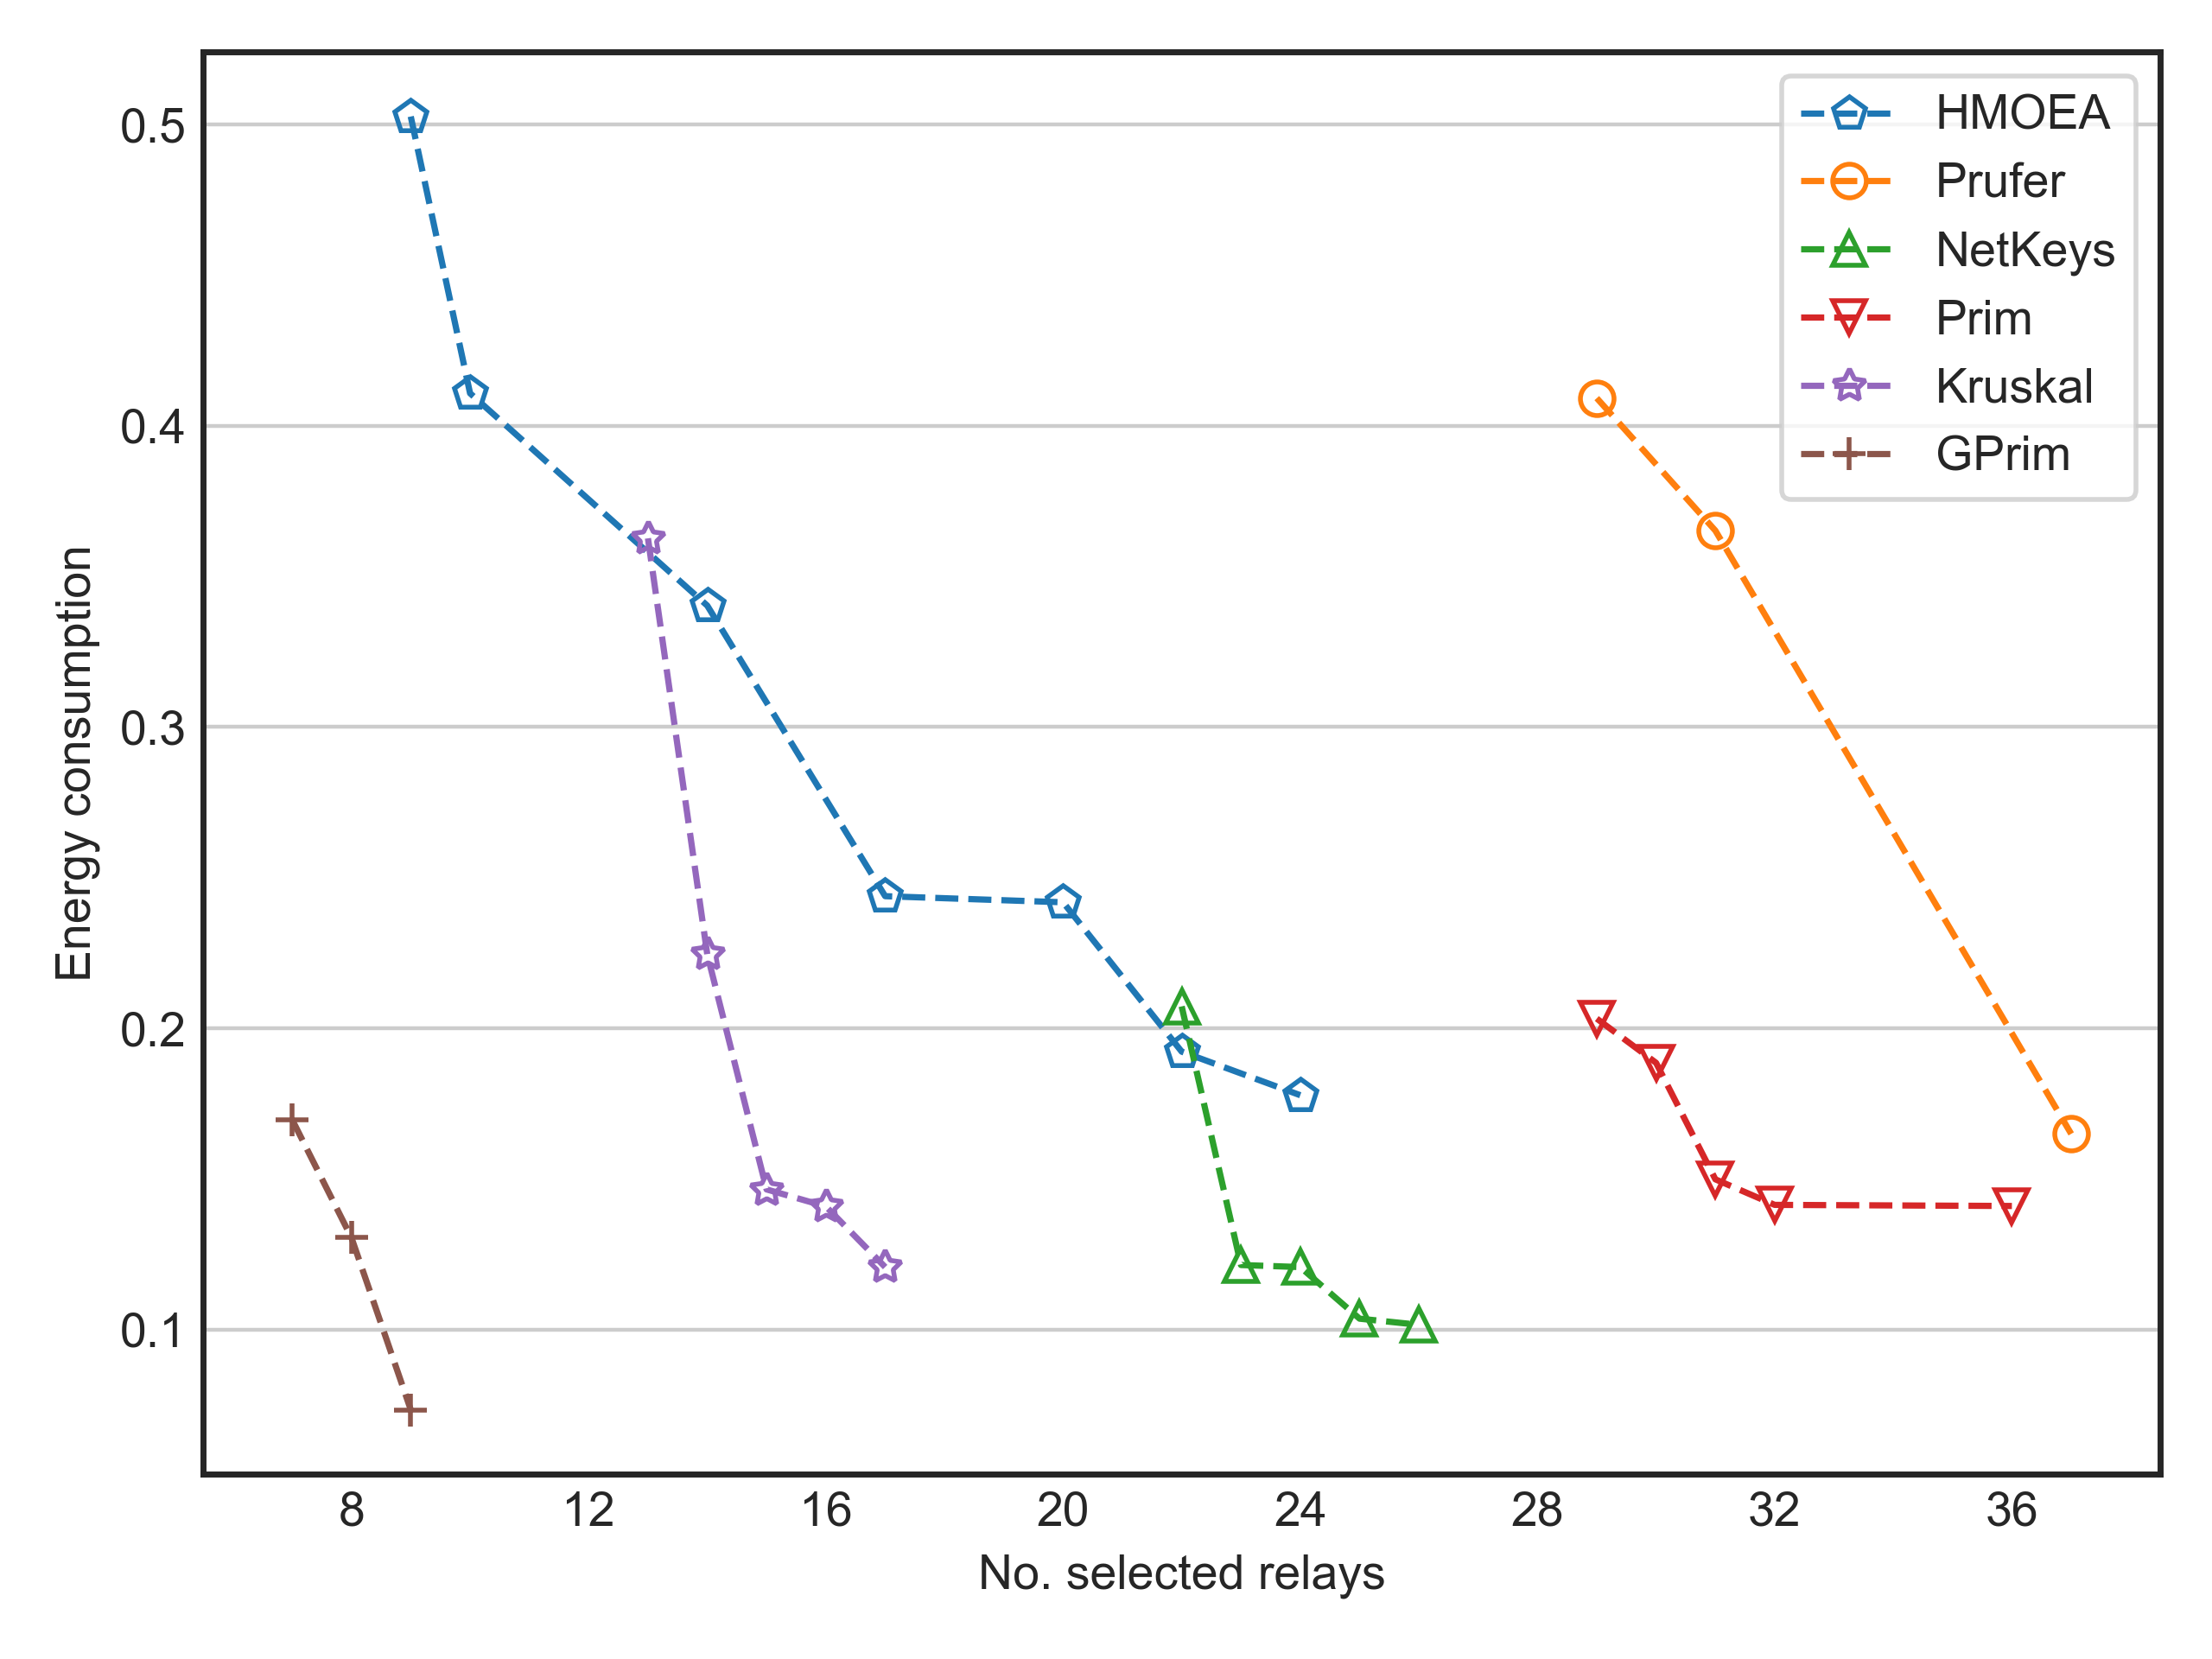 HMOEA
Prufer
NetKeys
Prim
Kruskal
GPrim
0.5
0.4
0.3
0.2
0.1
Energy consumption
8 12 16 20 24 28 32 36
No. selected relays